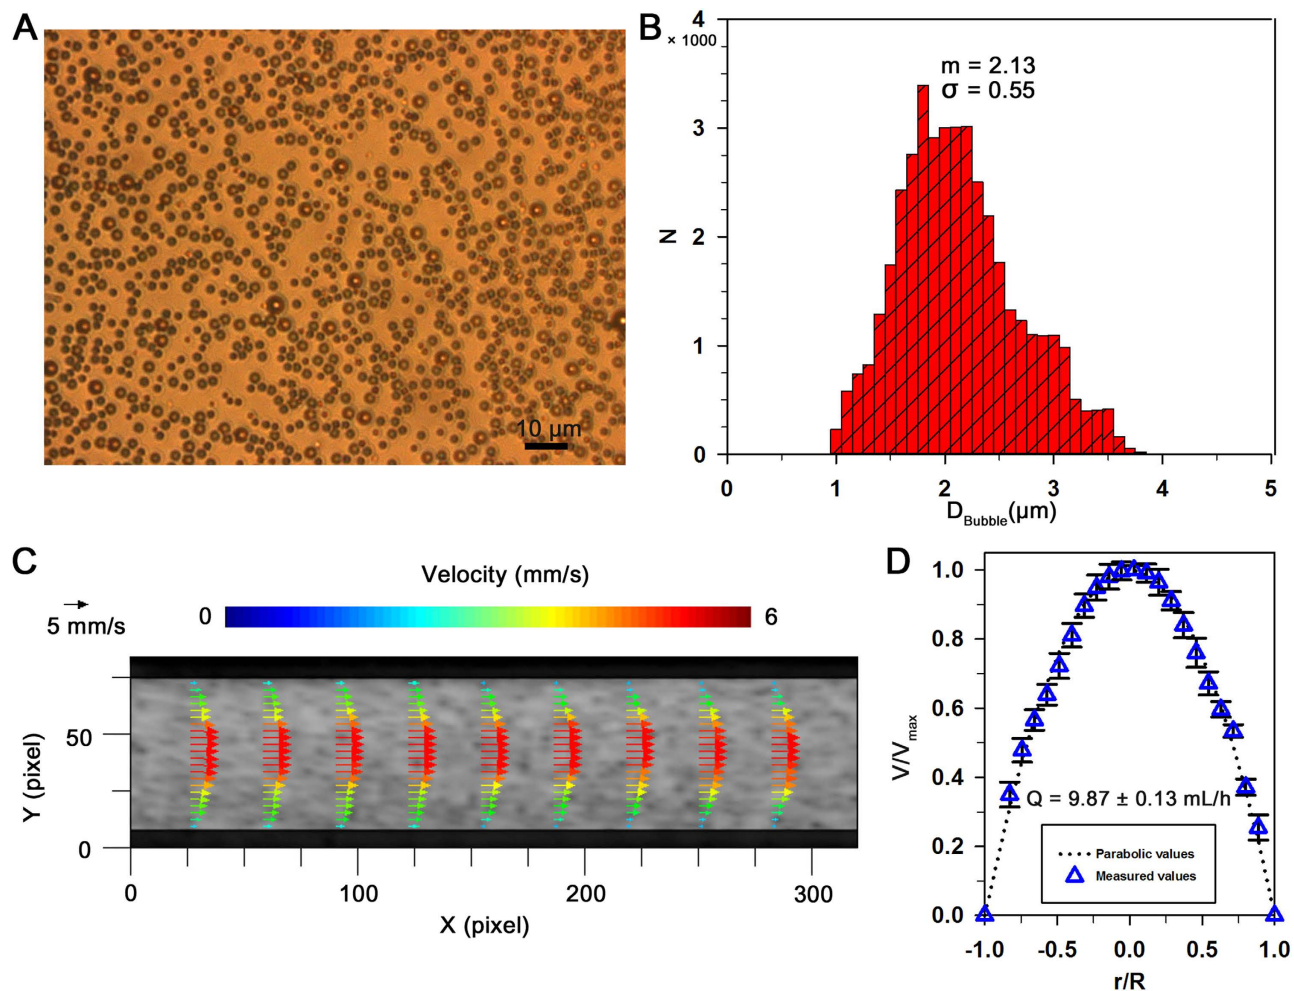 A
10 μm
B
4
× 1000
3
2
1
0
N
m = 2.13
σ = 0.55
0 1 2 3 4 5
D_Bubble(μm)
C
Velocity (mm/s)
0 6
5 mm/s
50
0
Y (pixel)
0 100 200 300
X (pixel)
D
1.0
0.8
0.6
0.4
0.2
0.0
V/V_max
Q = 9.87 ± 0.13 mL/h
Parabolic values
Measured values
-1.0 -0.5 0.0 0.5 1.0
r/R